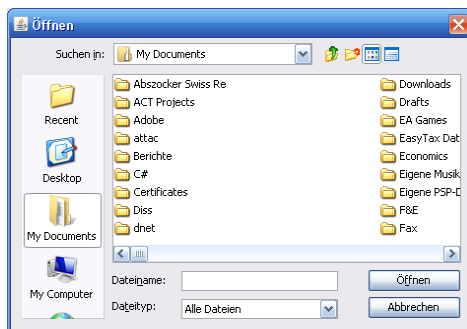 Öffnen
Suchen in:
My Documents
Recent
Desktop
My Documents
My Computer
Abszocker Swiss Re
ACT Projects
Adobe
attac
Berichte
C#
Certificates
Diss
dnet
Downloads
Drafts
EA Games
EasyTax Dat
Economics
Eigene Musik
Eigene PSP-D
F&E
Fax
Dateiname:
Öffnen
Dateityp:
Alle Dateien
Abbrechen